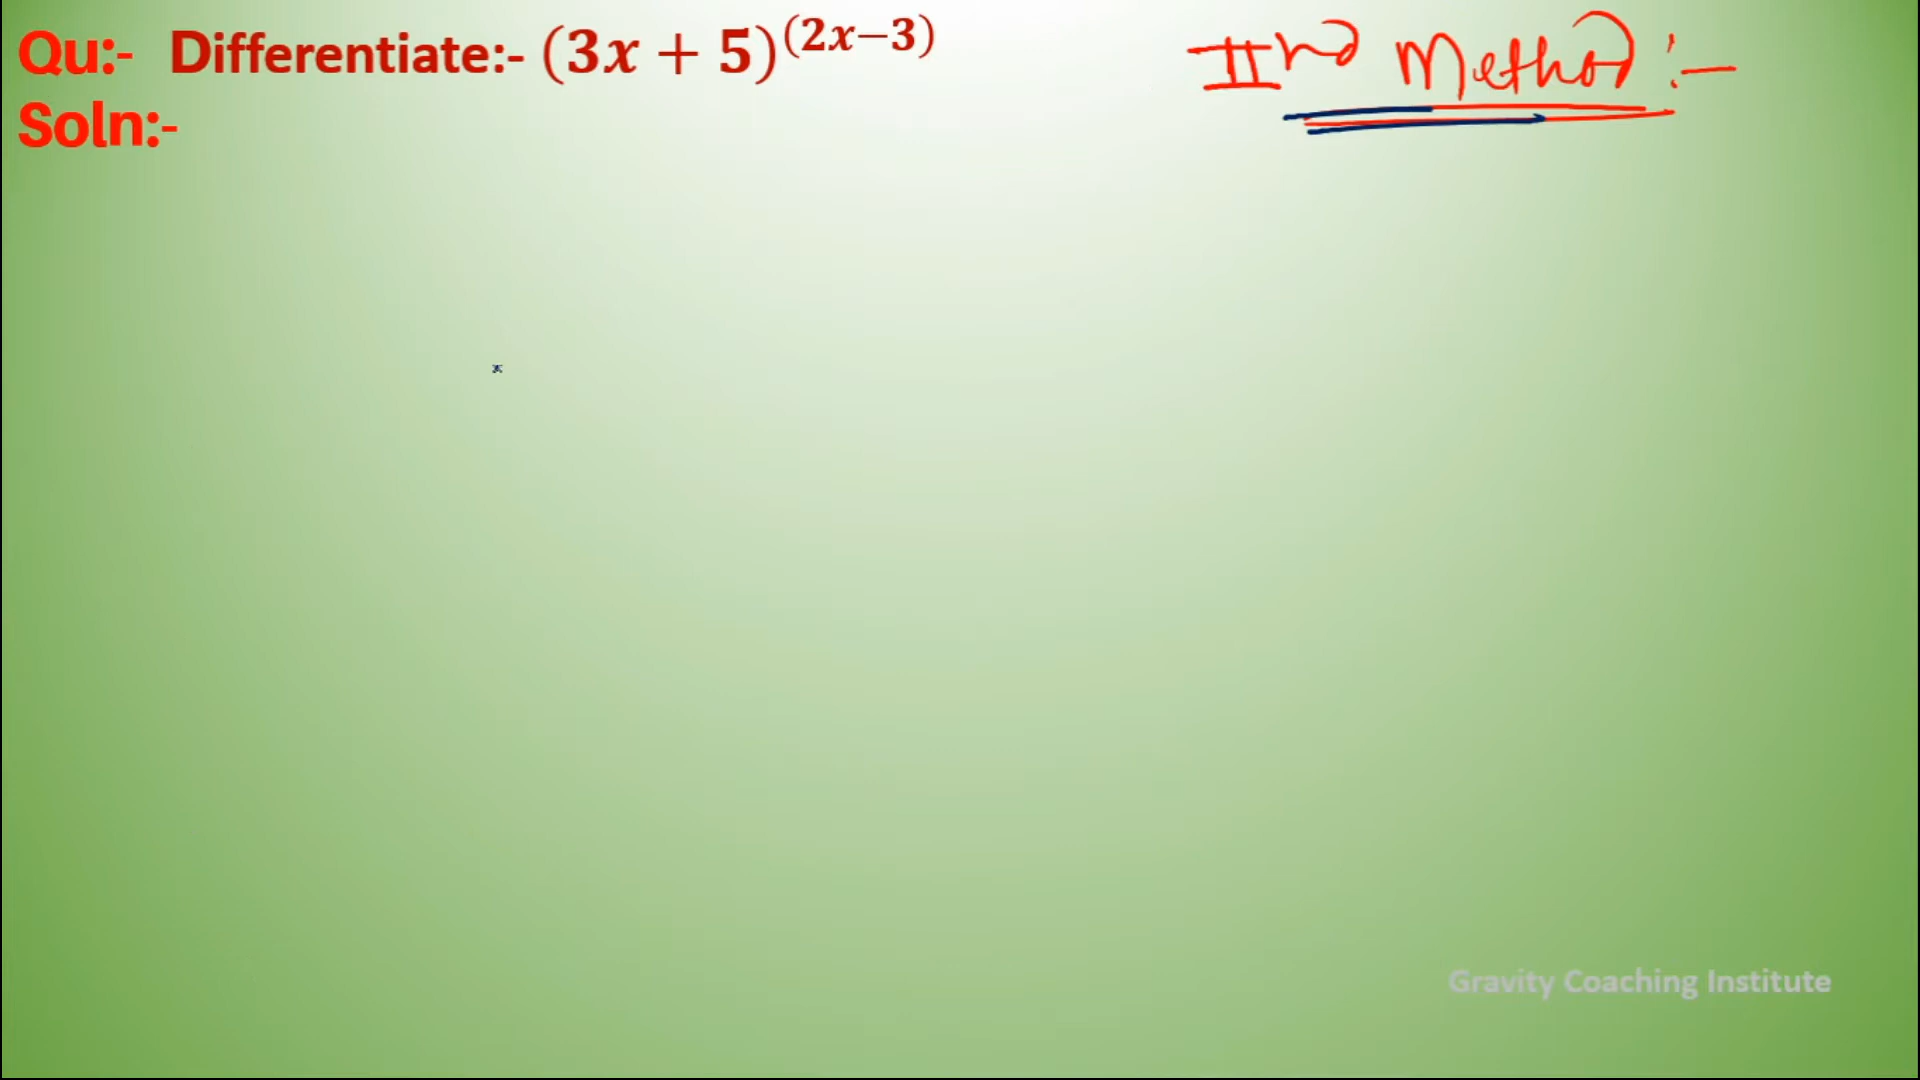 Qu:- Differentiate:- (3x + 5)^(2x−3)
IInd Method :-
Soln:-
Gravity Coaching Institute